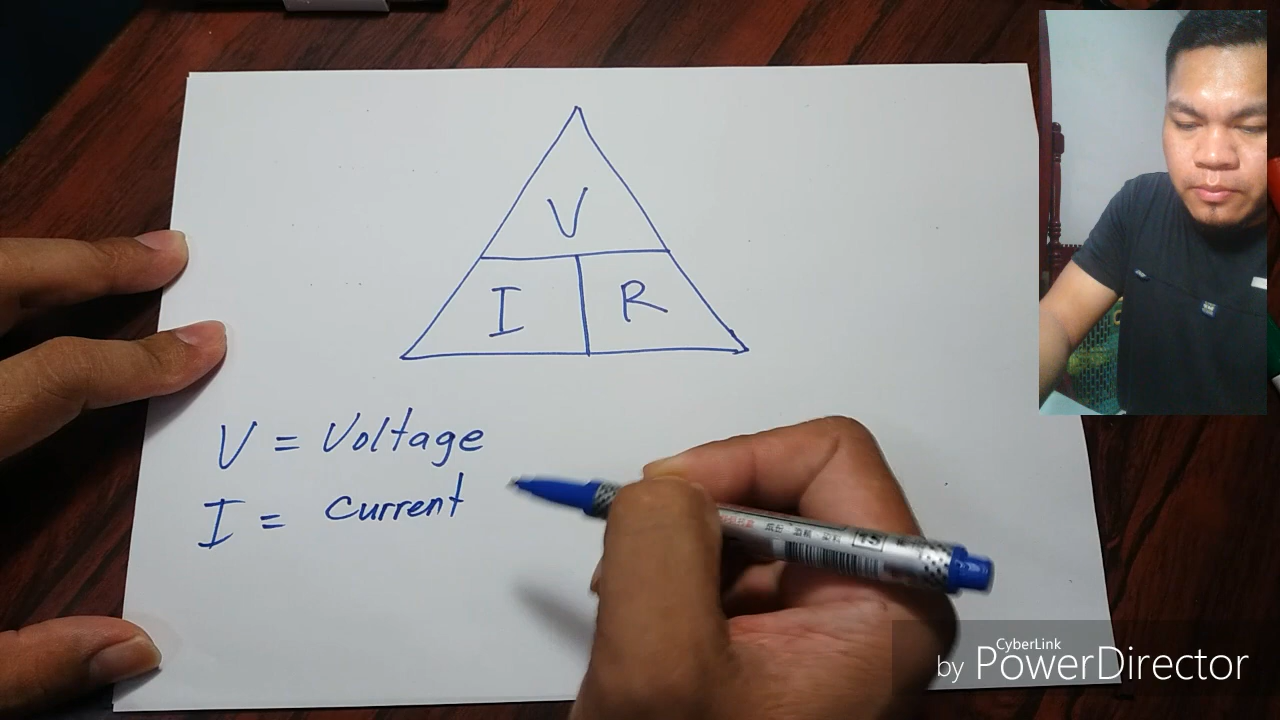 V
I R
V = Voltage
I = Current
CyberLink
by PowerDirector